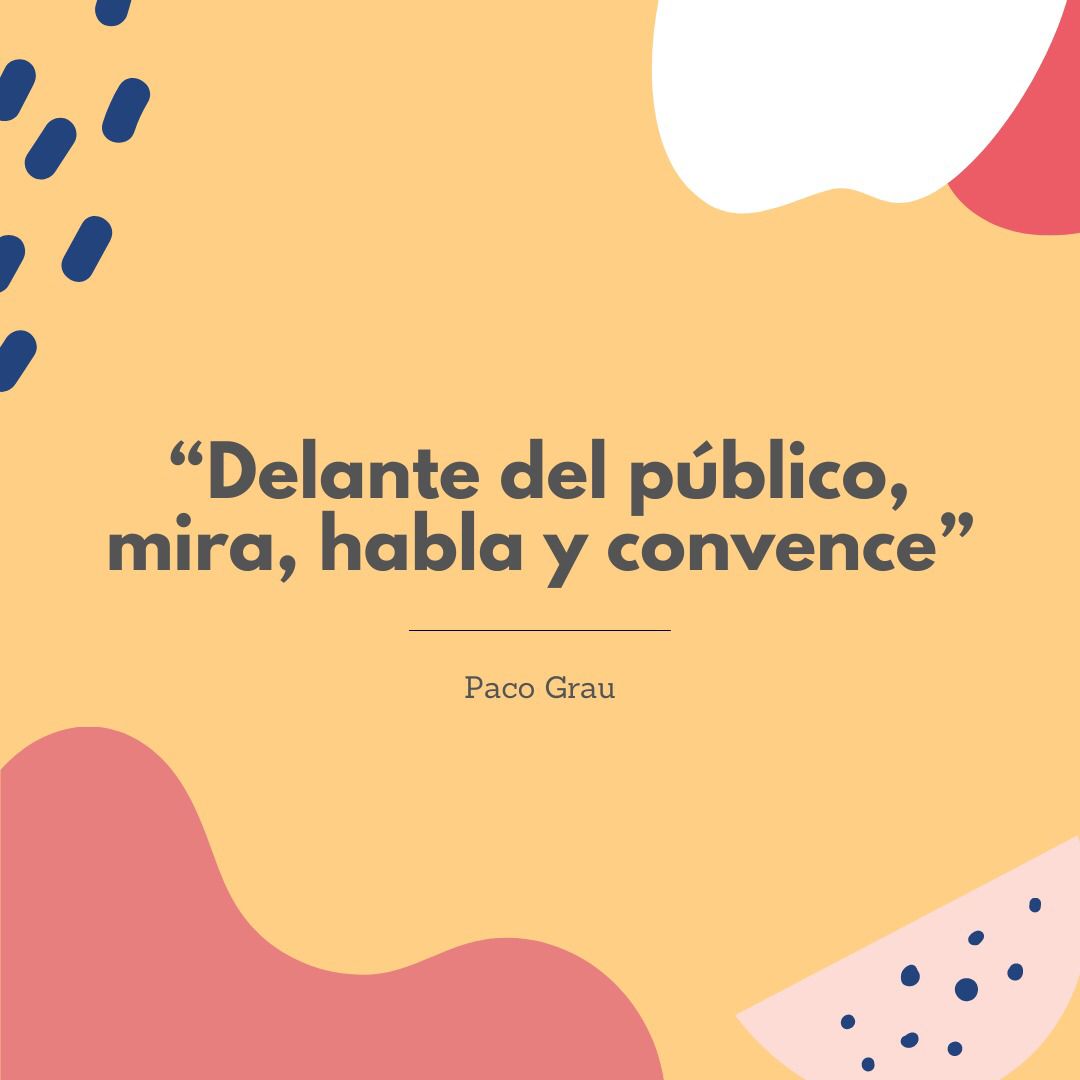 “Delante del público,
mira, habla y convence”
Paco Grau